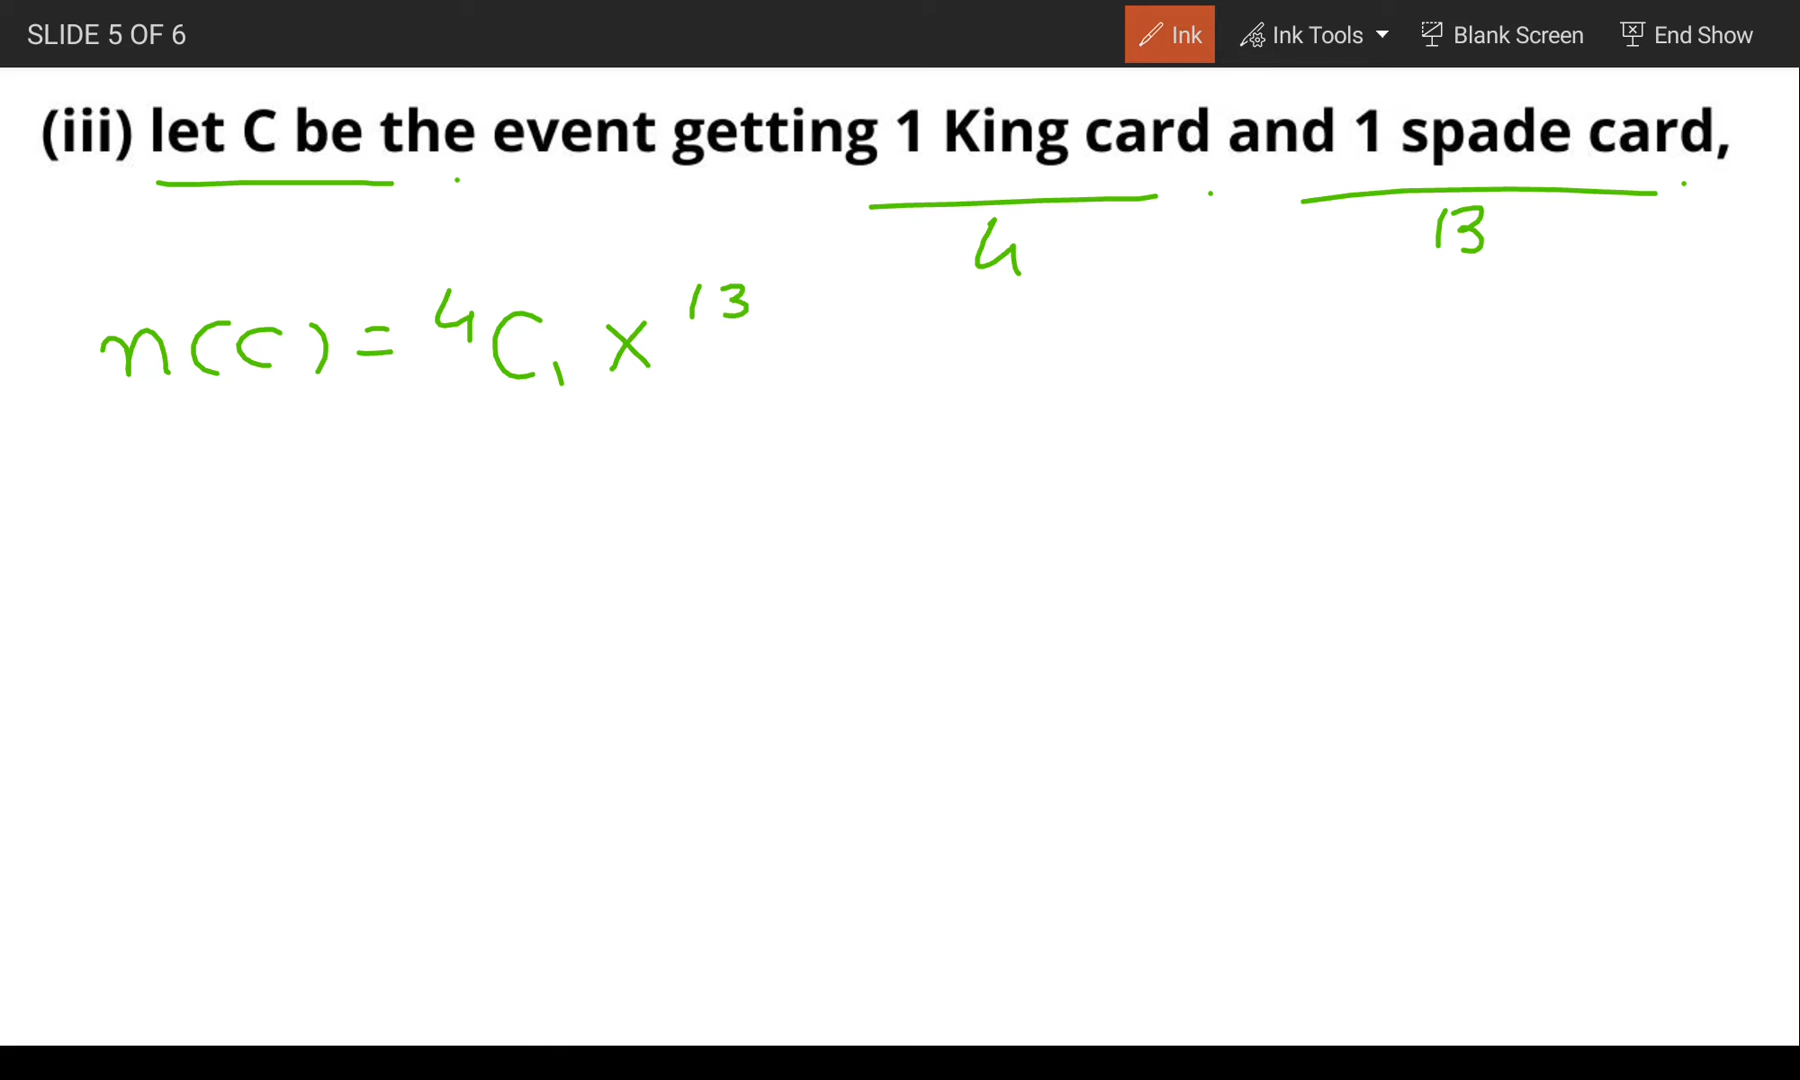 SLIDE 5 OF 6 Ink Ink Tools Blank Screen End Show
(iii) let C be the event getting 1 King card and 1 spade card,
4 13
n(C) = ⁴C₁ × ¹³